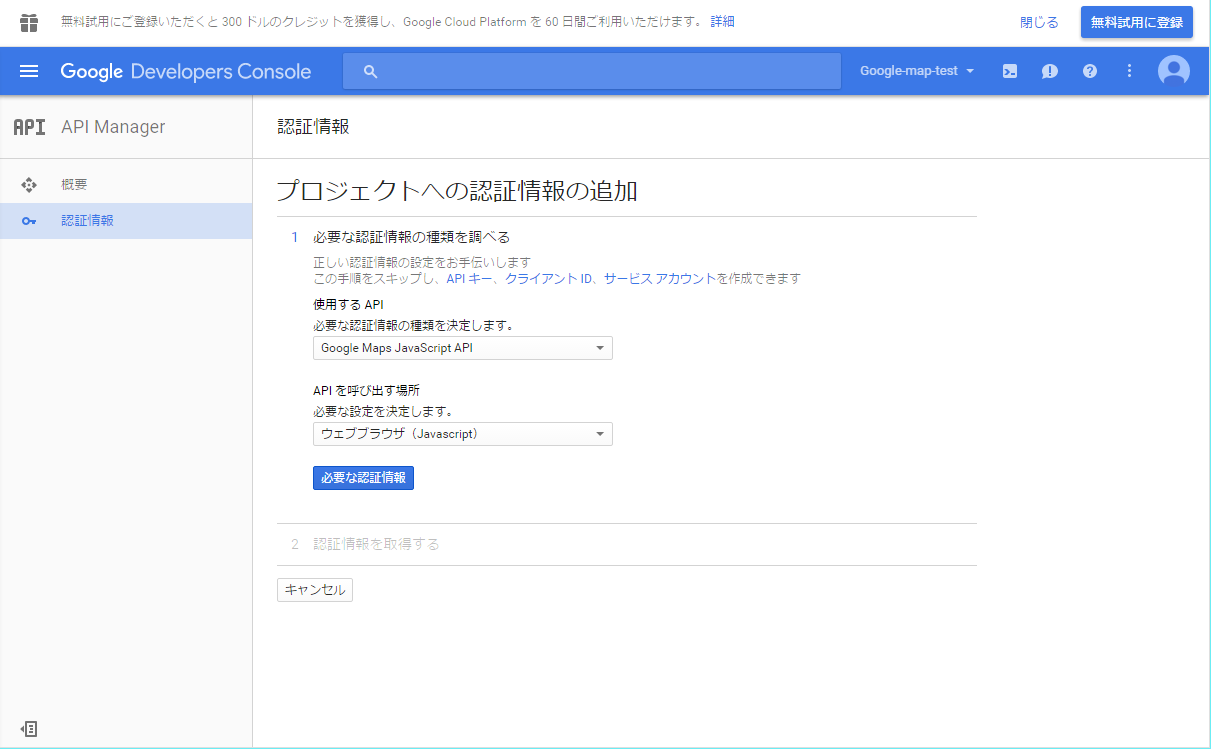 無料試用にご登録いただくと 300 ドルのクレジットを獲得し、Google Cloud Platform を 60 日間ご利用いただけます。 詳細
閉じる
無料試用に登録
Google Developers Console
Google-map-test
API API Manager
認証情報
概要
認証情報
プロジェクトへの認証情報の追加
1 必要な認証情報の種類を調べる
正しい認証情報の設定をお手伝いします
この手順をスキップし、API キー、クライアント ID、サービス アカウントを作成できます
使用する API
必要な認証情報の種類を決定します。
Google Maps JavaScript API
API を呼び出す場所
必要な設定を決定します。
ウェブブラウザ（Javascript）
必要な認証情報
2 認証情報を取得する
キャンセル